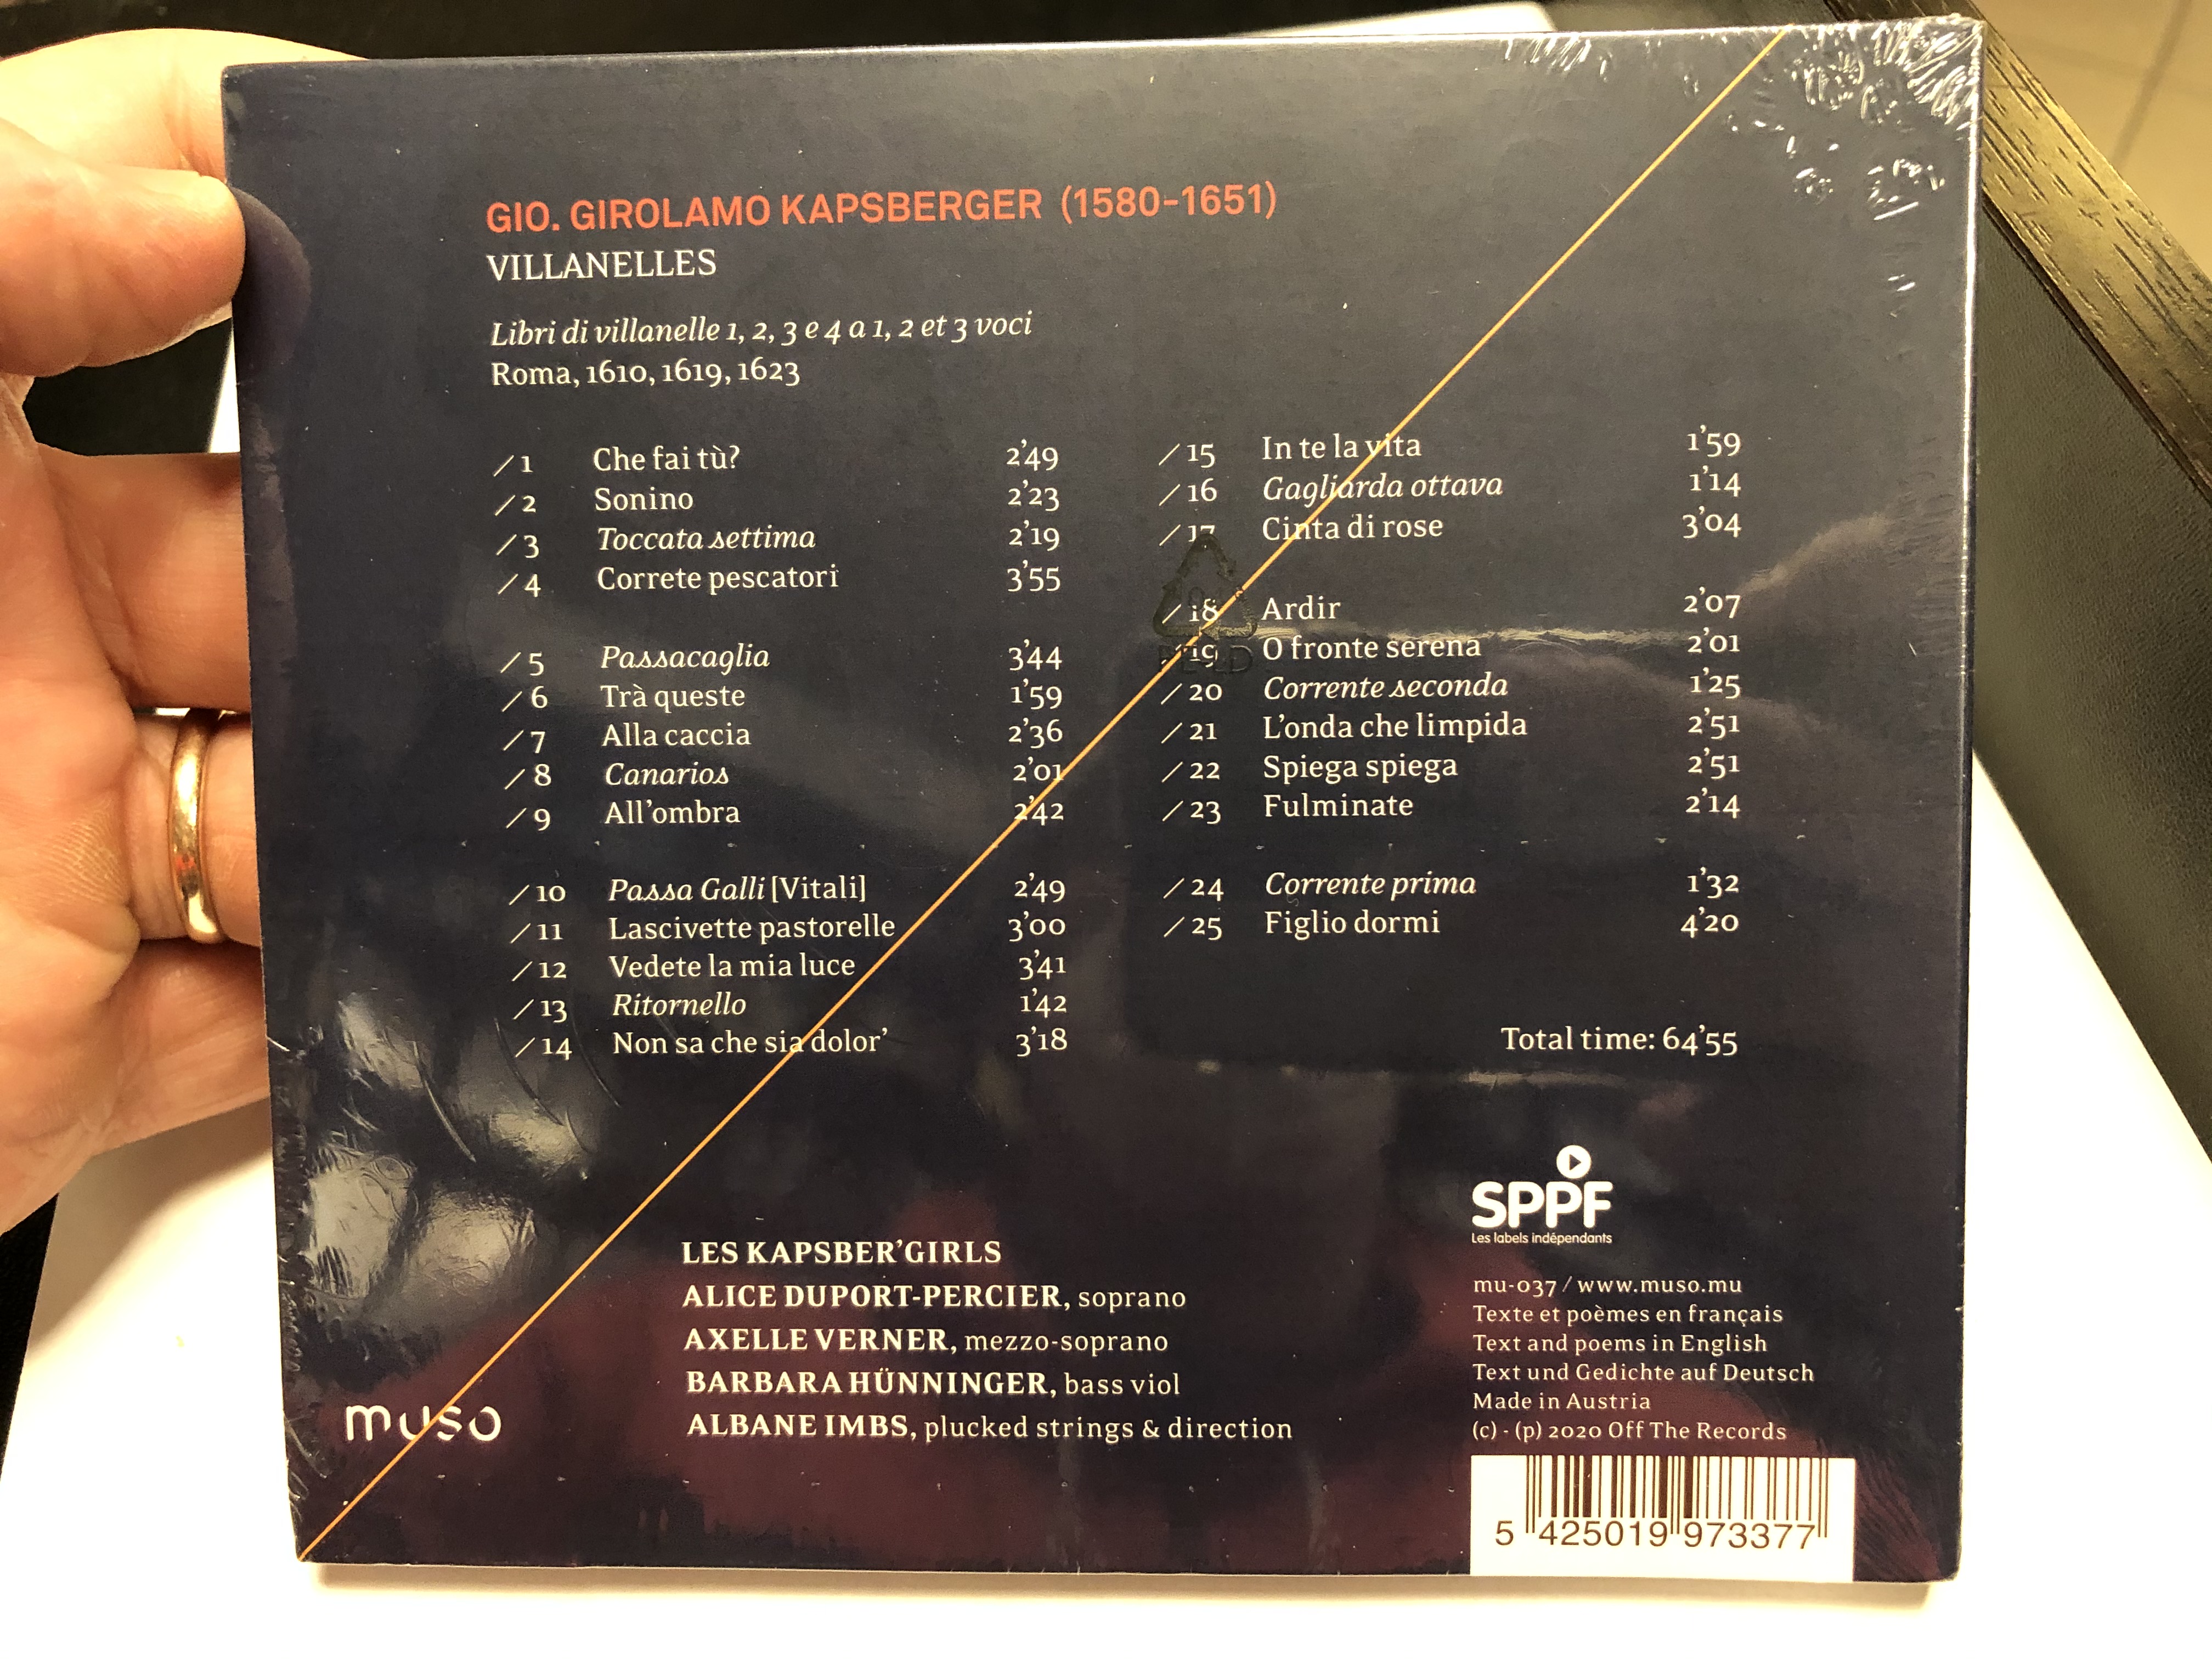 GIO. GIROLAMO KAPSBERGER (1580-1651)
VILLANELLES
Libri di villanelle 1, 2, 3 e 4 a 1, 2 et 3 voci
Roma, 1610, 1619, 1623
/ 1 Che fai tù? 2'49
/ 2 Sonino 2'23
/ 3 Toccata settima 2'19
/ 4 Correte pescatori 3'55
/ 5 Passacaglia 3'44
/ 6 Trà queste 1'59
/ 7 Alla caccia 2'36
/ 8 Canarios 2'01
/ 9 All'ombra 2'42
/ 10 Passa Galli [Vitali] 2'49
/ 11 Lascivette pastorelle 3'00
/ 12 Vedete la mia luce 3'41
/ 13 Ritornello 1'42
/ 14 Non sa che sia dolor' 3'18
/ 15 In te la vita 1'59
/ 16 Gagliarda ottava 1'14
/ 17 Cinta di rose 3'04
/ 18 Ardir 2'07
/ 19 O fronte serena 2'01
/ 20 Corrente seconda 1'25
/ 21 L'onda che limpida 2'51
/ 22 Spiega spiega 2'51
/ 23 Fulminate 2'14
/ 24 Corrente prima 1'32
/ 25 Figlio dormi 4'20
Total time: 64'55
LES KAPSBER'GIRLS
ALICE DUPORT-PERCIER, soprano
AXELLE VERNER, mezzo-soprano
BARBARA HÜNNINGER, bass viol
ALBANE IMBS, plucked strings & direction
muso
SPPF
Les labels indépendants
mu-037 / www.muso.mu
Texte et poèmes en français
Text and poems in English
Text und Gedichte auf Deutsch
Made in Austria
(c) - (p) 2020 Off The Records
5 425019 973377